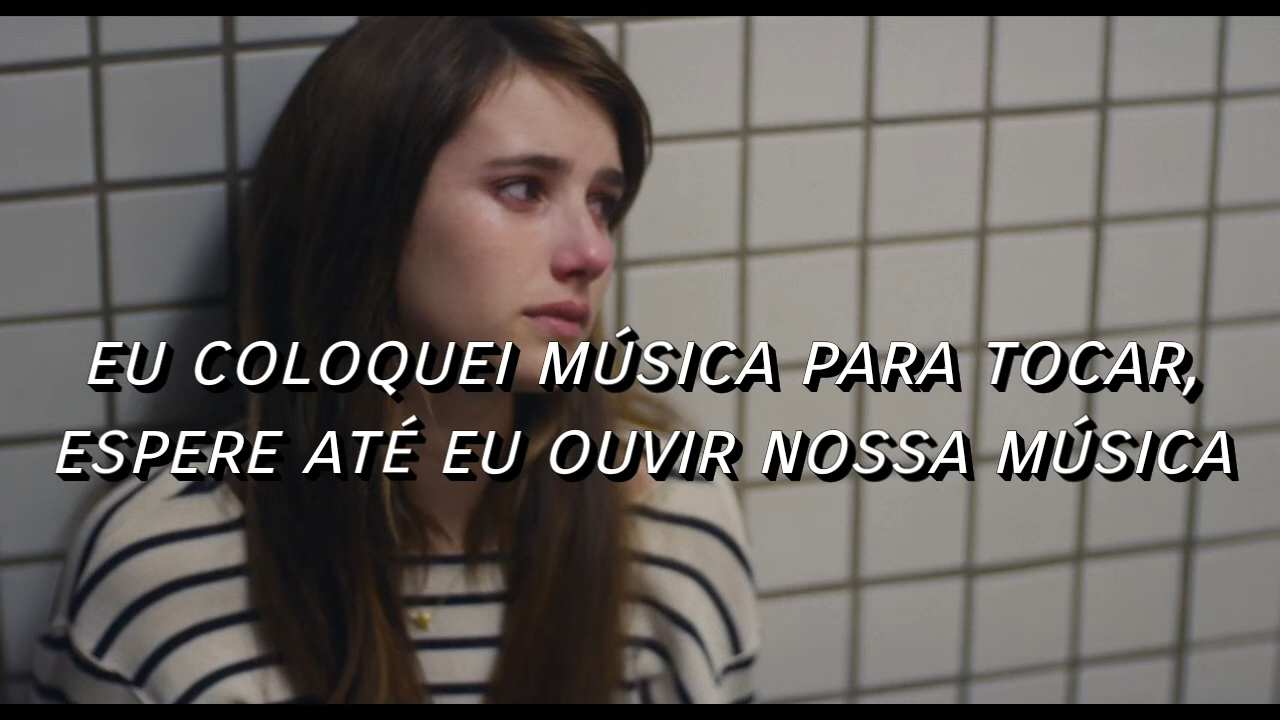 EU COLOQUEI MÚSICA PARA TOCAR,
ESPERE ATÉ EU OUVIR NOSSA MÚSICA